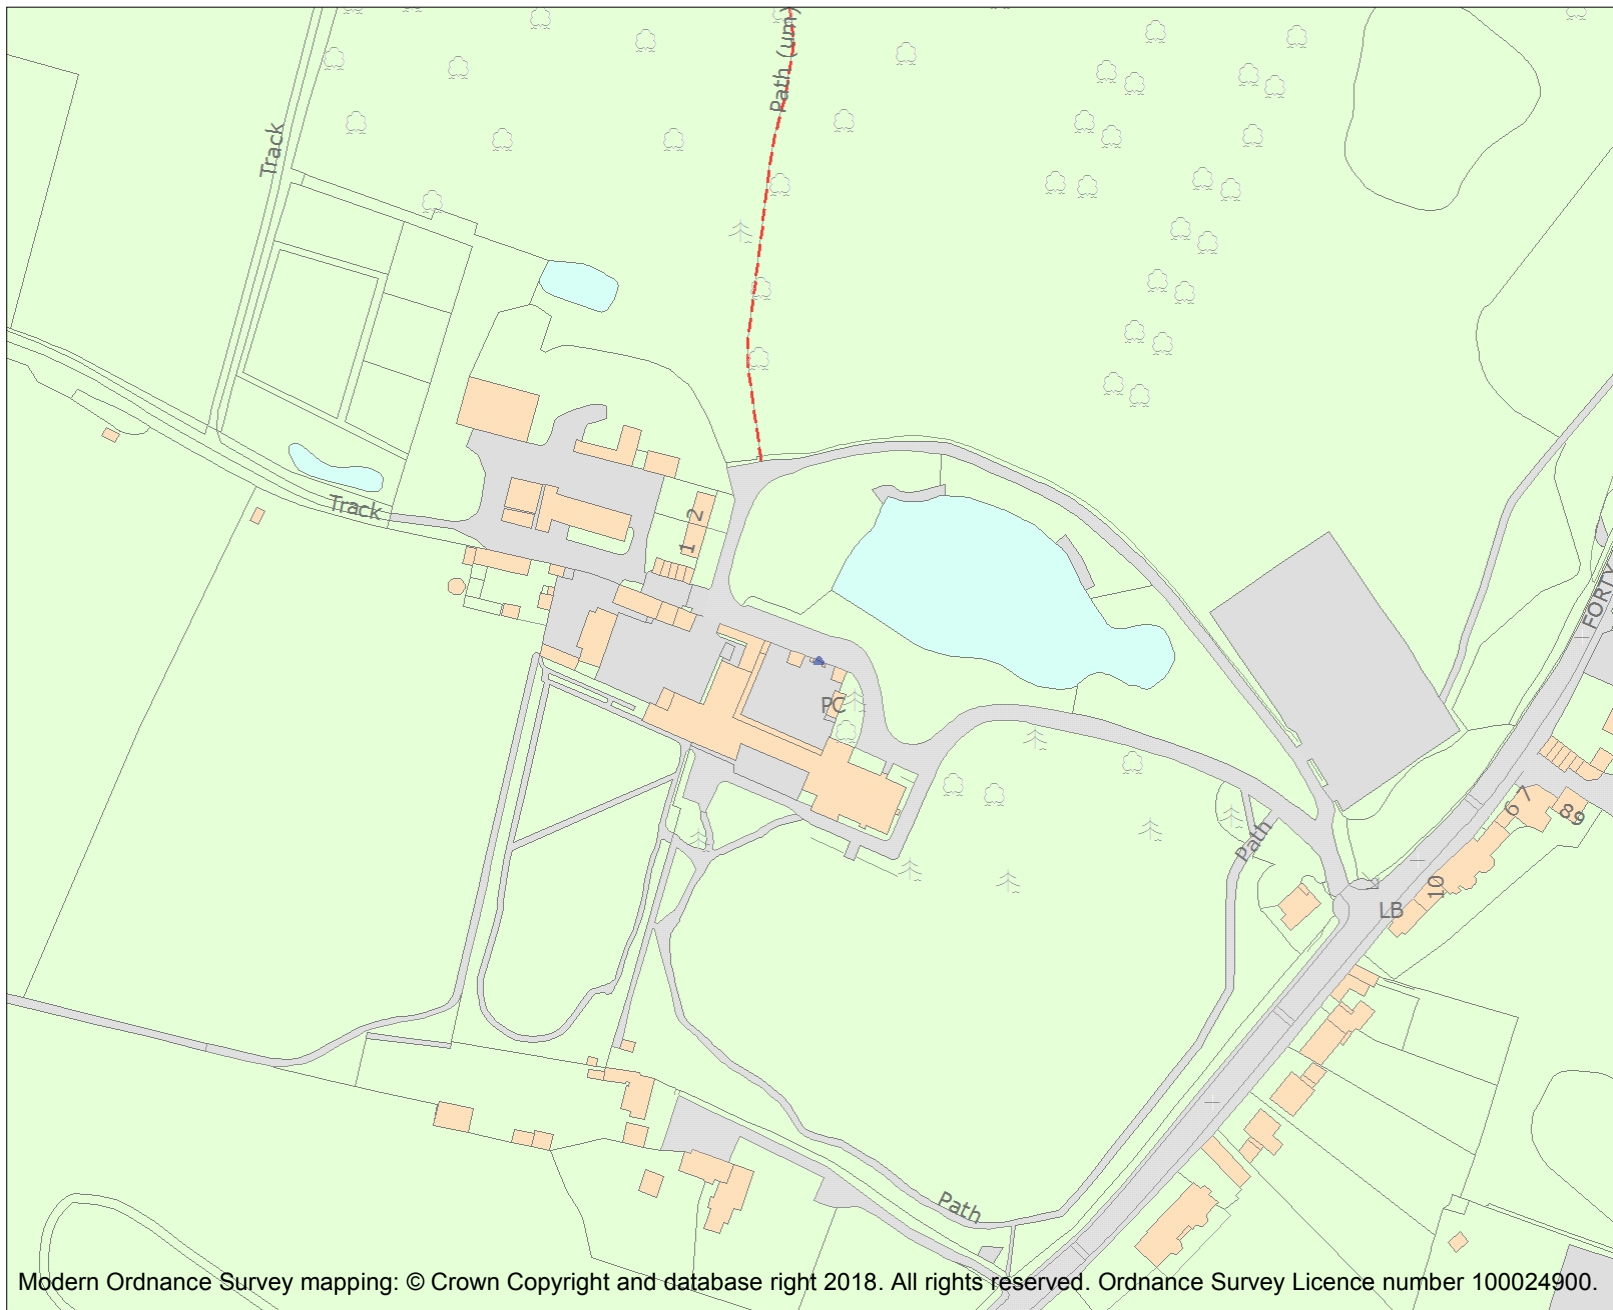 Path (um)
Track
Track
2
1
PC
FORTY
6 7
8
9
10
LB
Path
Path
Modern Ordnance Survey mapping: © Crown Copyright and database right 2018. All rights reserved. Ordnance Survey Licence number 100024900.